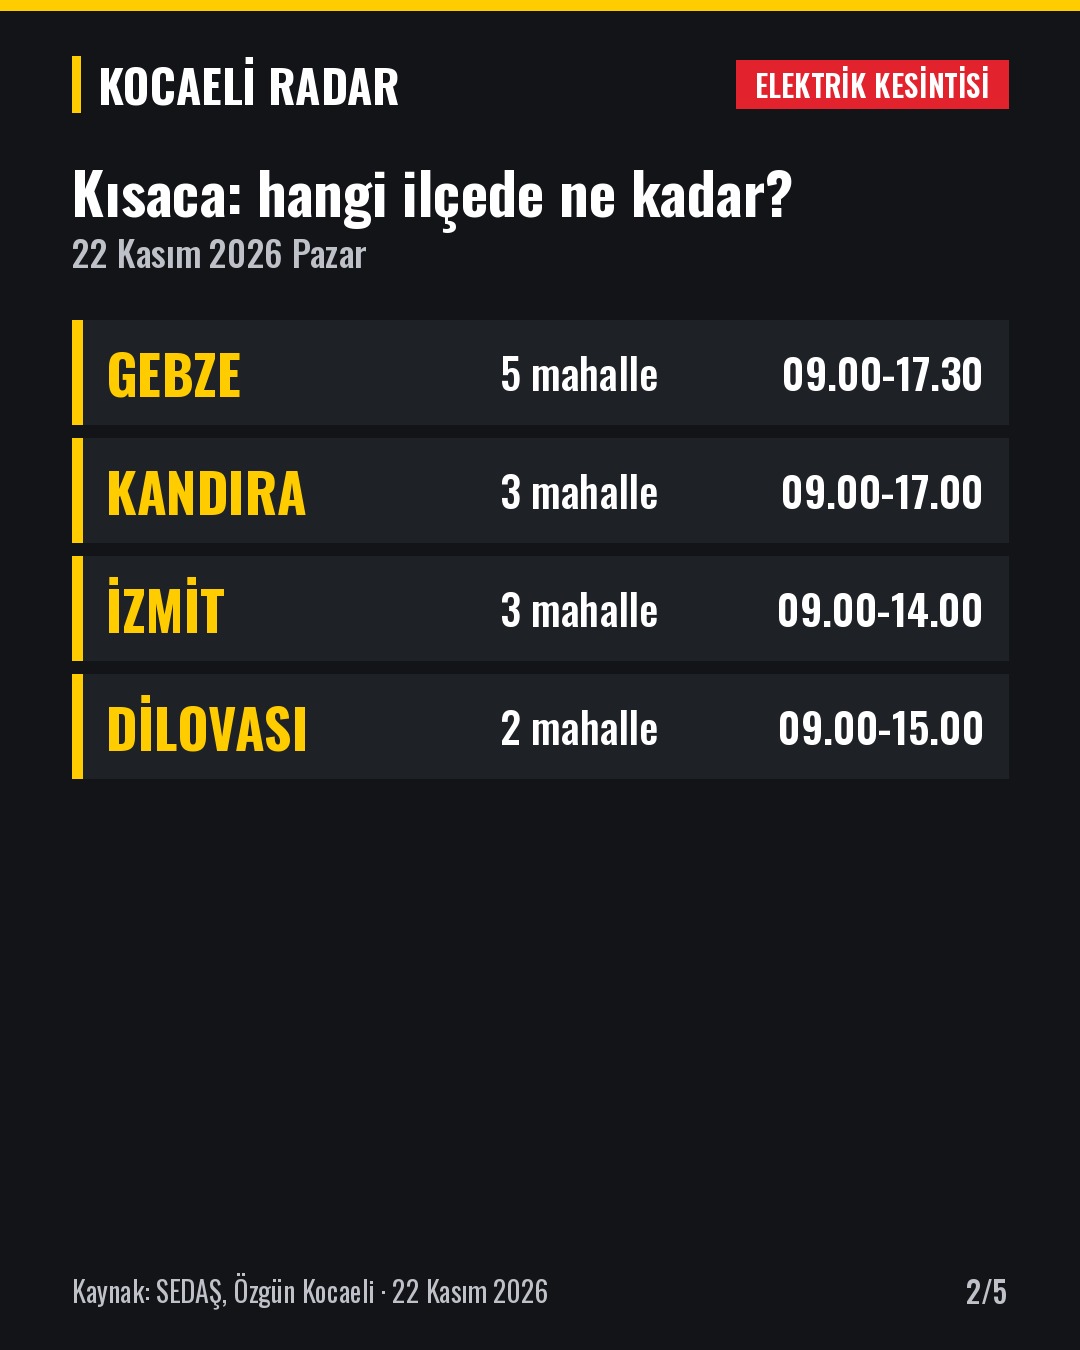 KOCAELİ RADAR
ELEKTRİK KESİNTİSİ
Kısaca: hangi ilçede ne kadar?
22 Kasım 2026 Pazar
GEBZE 5 mahalle 09.00-17.30
KANDIRA 3 mahalle 09.00-17.00
İZMİT 3 mahalle 09.00-14.00
DİLOVASI 2 mahalle 09.00-15.00
Kaynak: SEDAŞ, Özgün Kocaeli · 22 Kasım 2026
2/5